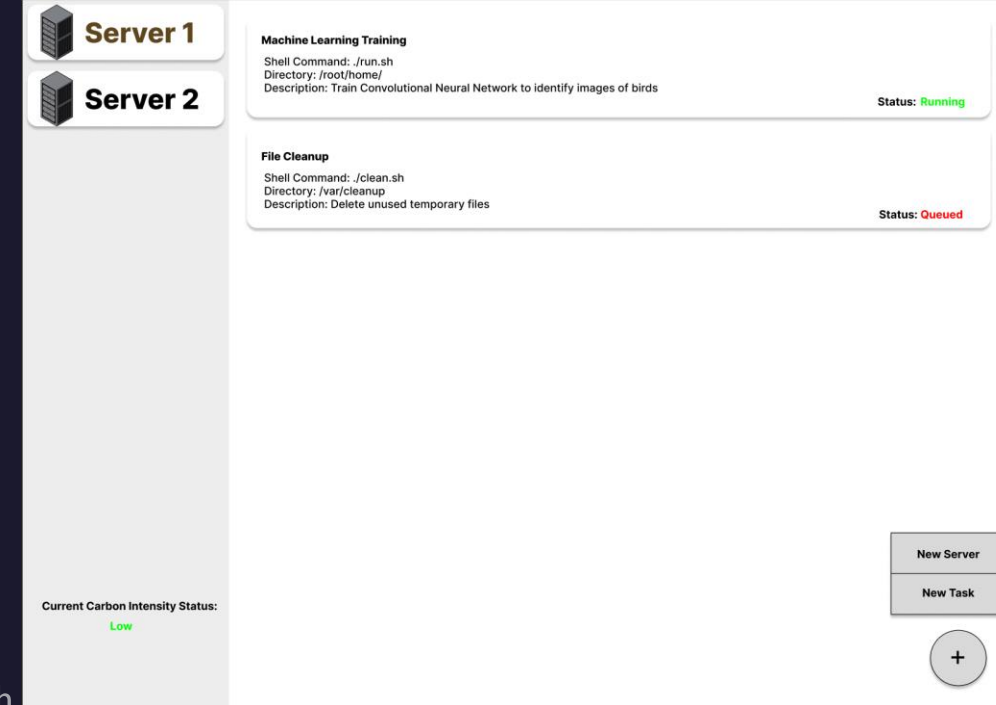 Server 1
Server 2
Current Carbon Intensity Status:
Low
Machine Learning Training
Shell Command: ./run.sh
Directory: /root/home/
Description: Train Convolutional Neural Network to identify images of birds
Status: Running
File Cleanup
Shell Command: ./clean.sh
Directory: /var/cleanup
Description: Delete unused temporary files
Status: Queued
New Server
New Task
+